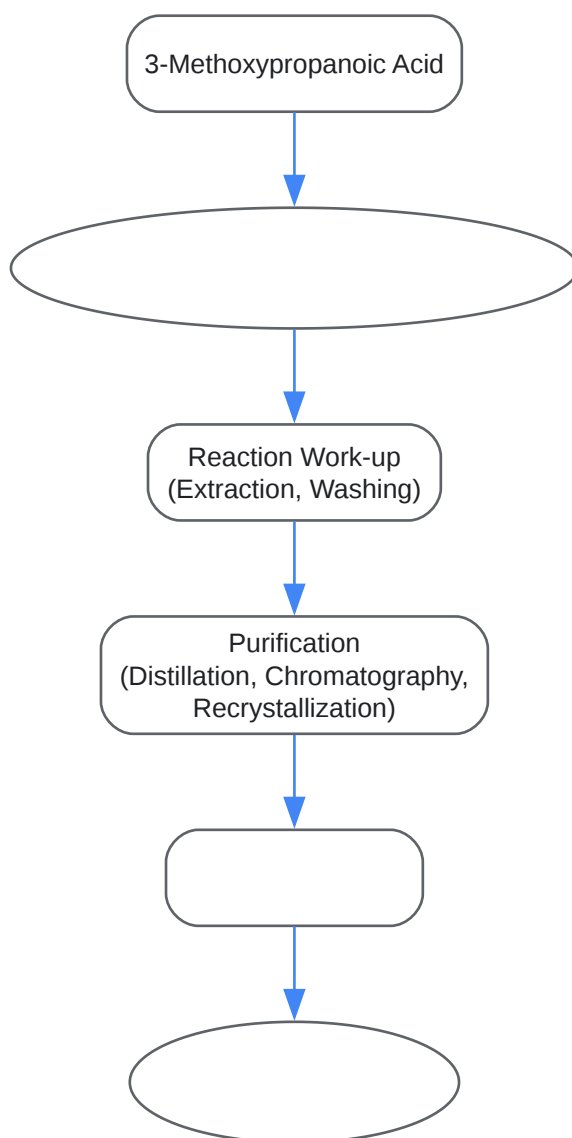 3-Methoxypropanoic Acid
Reaction Work-up
(Extraction, Washing)
Purification
(Distillation, Chromatography,
Recrystallization)